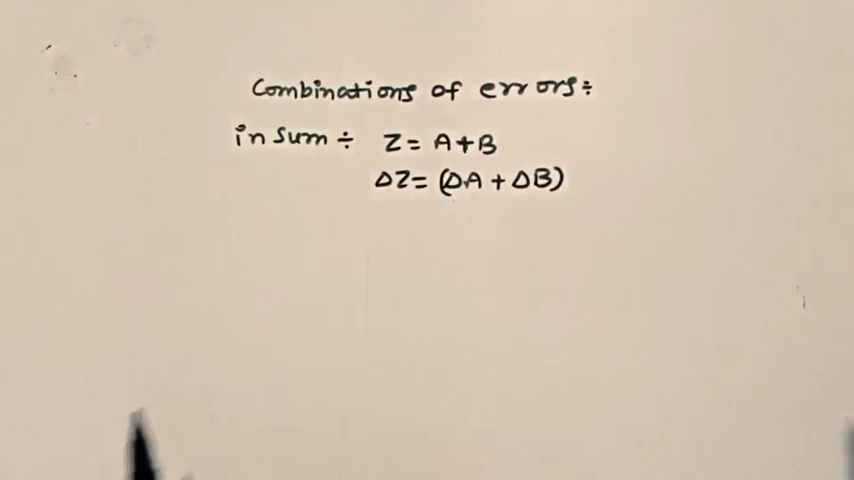 Combinations of errors÷
in sum÷ Z= A+B
ΔZ= (ΔA + ΔB)